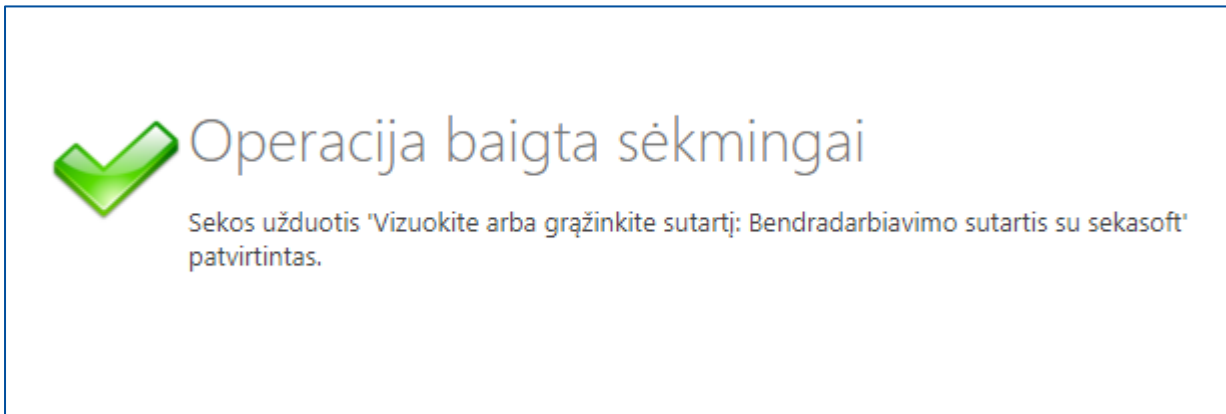 Operacija baigta sėkmingai
Sekos užduotis 'Vizuokite arba grąžinkite sutartį: Bendradarbiavimo sutartis su sekasoft'
patvirtintas.